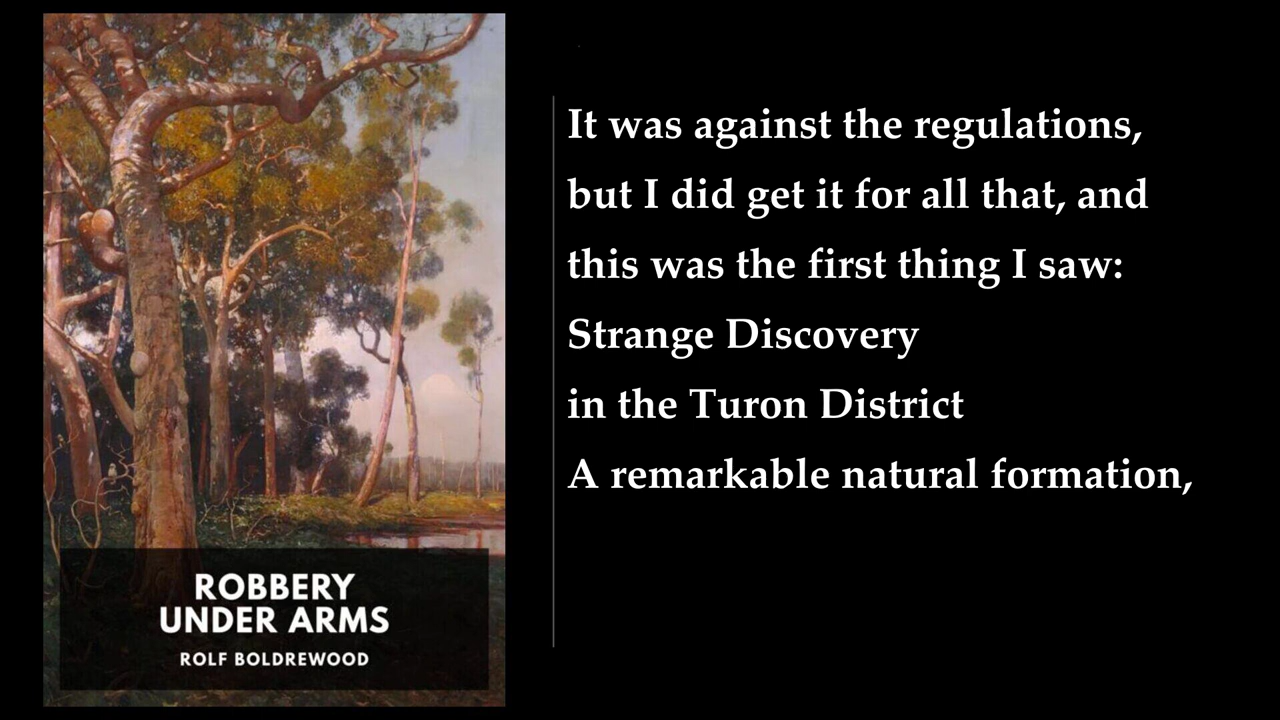 ROBBERY
UNDER ARMS
ROLF BOLDREWOOD
It was against the regulations,
but I did get it for all that, and
this was the first thing I saw:
Strange Discovery
in the Turon District
A remarkable natural formation,